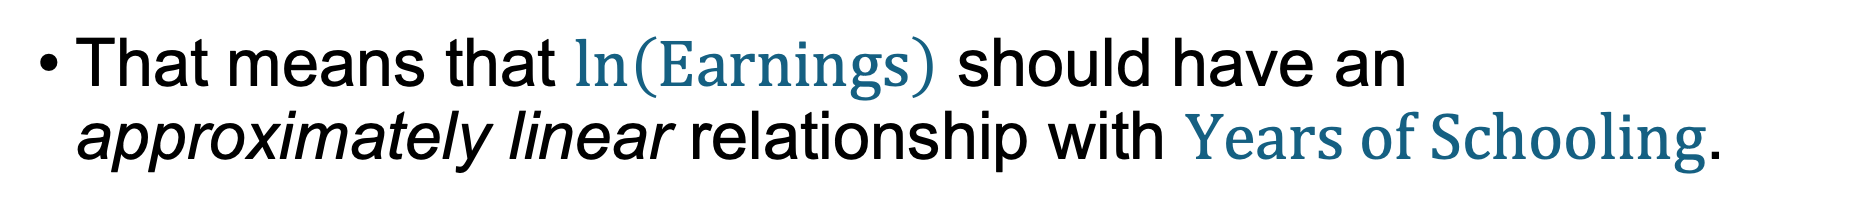 • That means that ln(Earnings) should have an
approximately linear relationship with Years of Schooling.